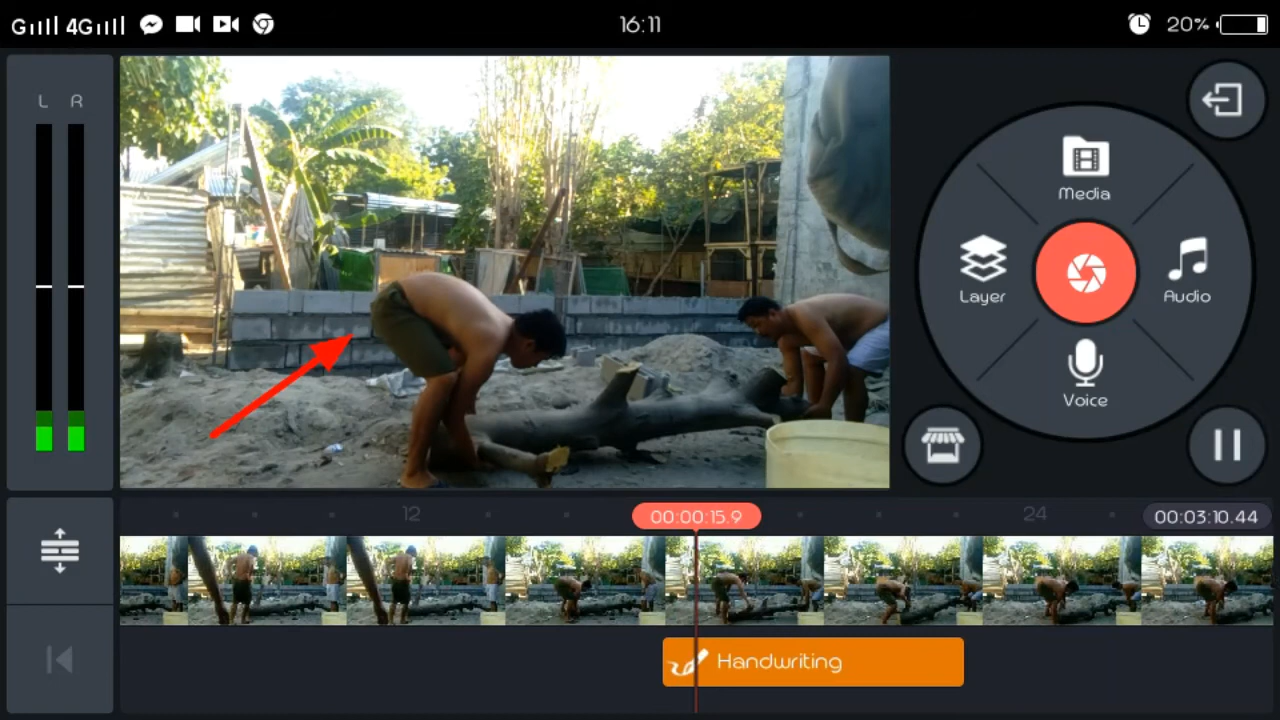 G 4G 16:11 20%
L R
Media
Layer
Audio
Voice
12
00:00:15.9
24
00:03:10.44
Handwriting